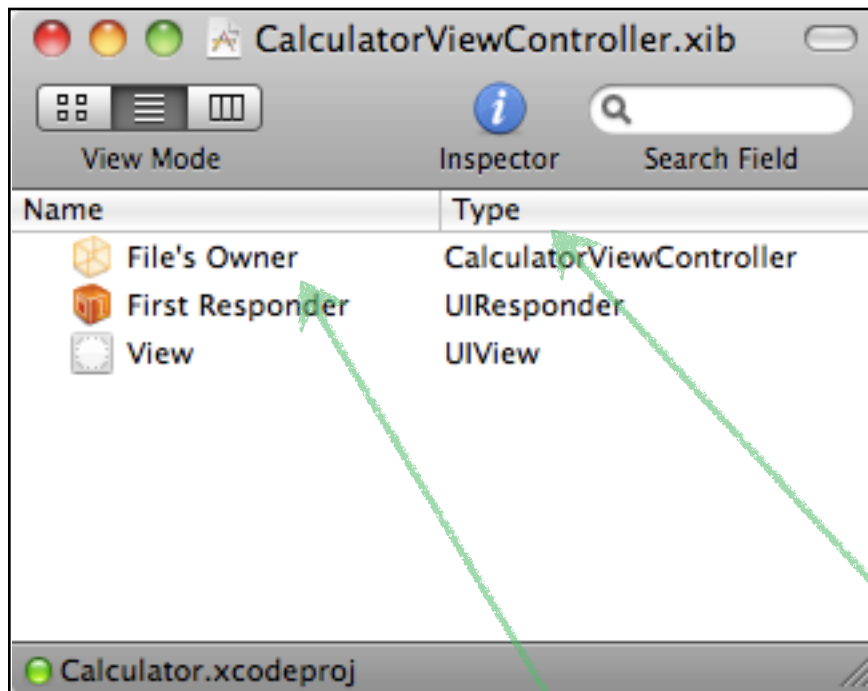 CalculatorViewController.xib
View Mode Inspector Search Field
Name Type
File's Owner CalculatorViewController
First Responder UIResponder
View UIView
Calculator.xcodeproj